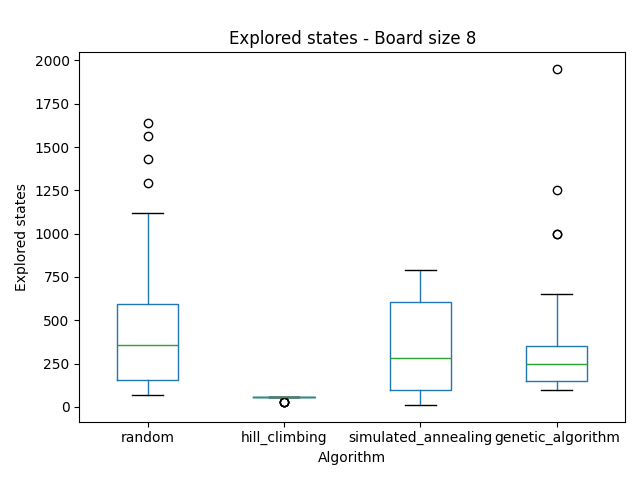 Explored states - Board size 8
2000
1750
1500
1250
1000
750
500
250
0
Explored states
random hill_climbing simulated_annealing genetic_algorithm
Algorithm